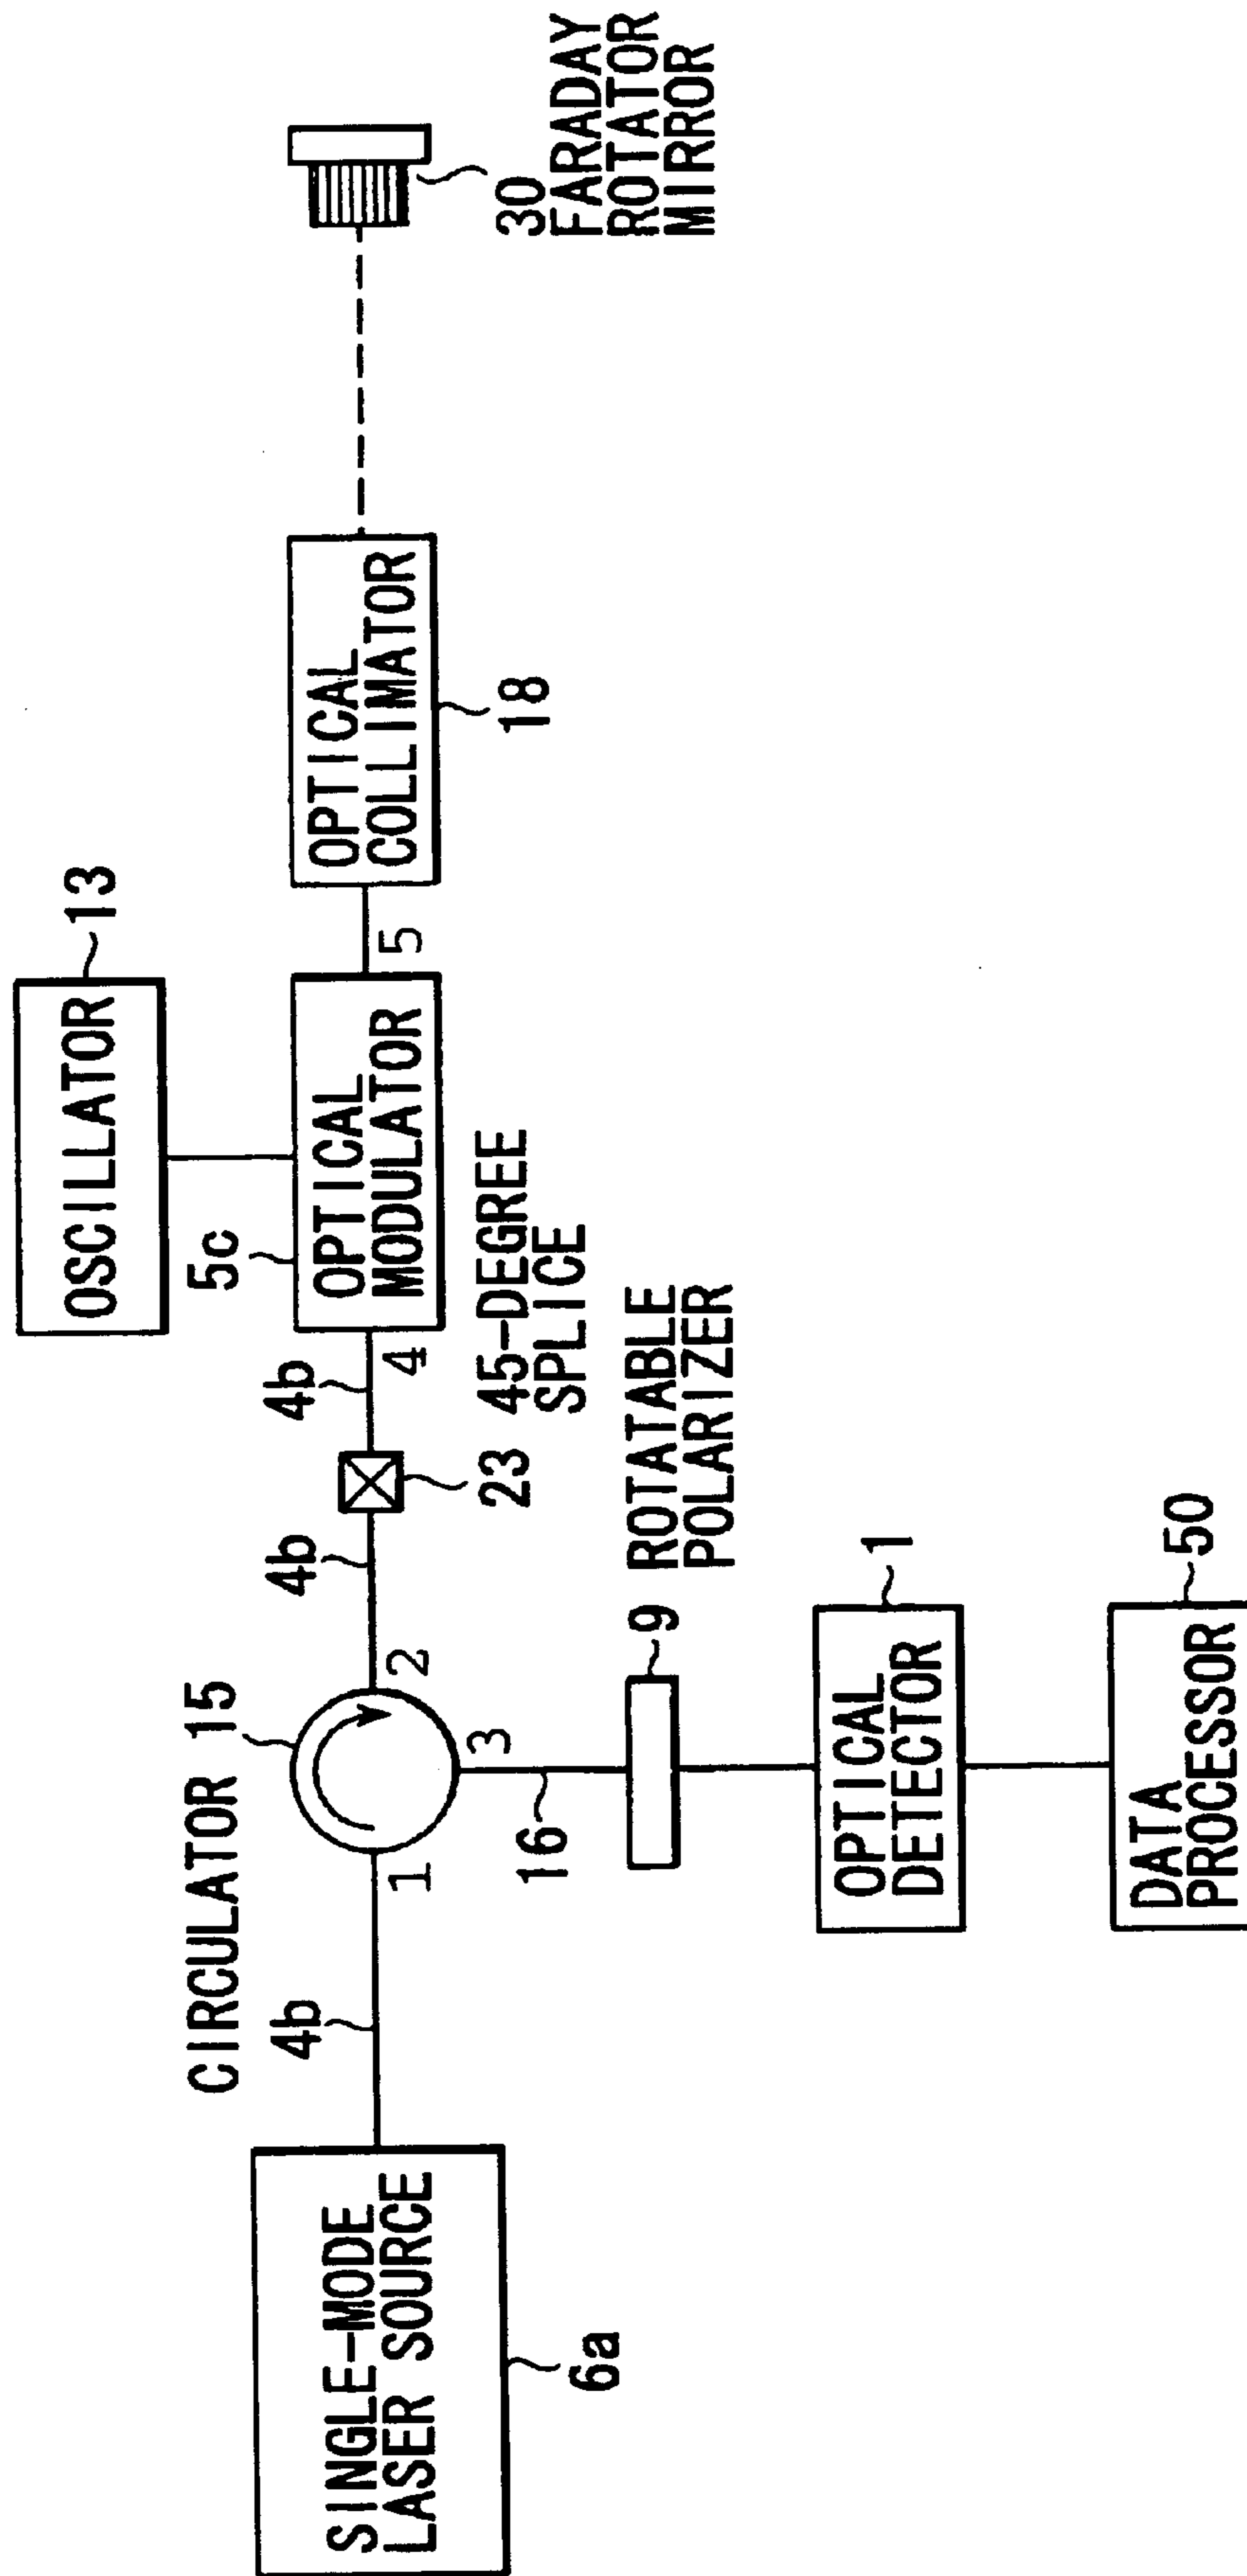 OSCILLATOR
13
5c
OPTICAL
MODULATOR
4
5
OPTICAL
COLLIMATOR
18
30
FARADAY
ROTATOR
MIRROR
CIRCULATOR 15
SINGLE-MODE
LASER SOURCE
6a
4b
1
2
3
4b
4b
23
45-DEGREE
SPLICE
16
9
ROTATABLE
POLARIZER
OPTICAL
DETECTOR
1
DATA
PROCESSOR
50